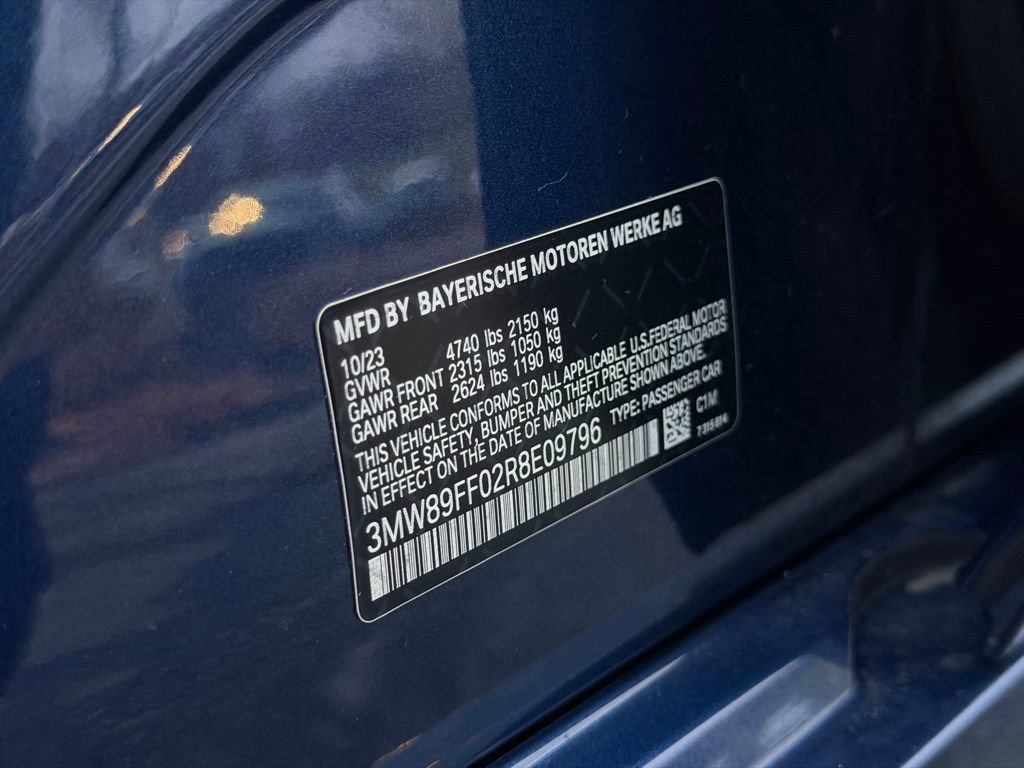 MFD BY BAYERISCHE MOTOREN WERKE AG
10/23
GVWR 4740 lbs 2150 kg
GAWR FRONT 2315 lbs 1050 kg
GAWR REAR 2624 lbs 1190 kg
THIS VEHICLE CONFORMS TO ALL APPLICABLE U.S.FEDERAL MOTOR
VEHICLE SAFETY, BUMPER AND THEFT PREVENTION STANDARDS
IN EFFECT ON THE DATE OF MANUFACTURE SHOWN ABOVE.
3MW89FF02R8E09796 TYPE: PASSENGER CAR
C1M
7315814